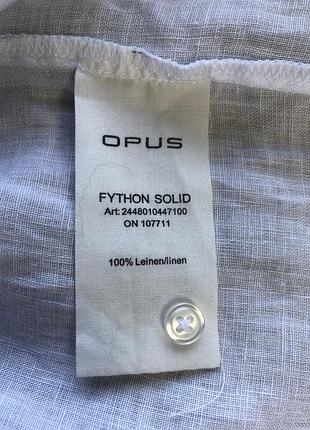 OPUS
FYTHON SOLID
Art: 2448010447100
ON 107711
100% Leinen/linen